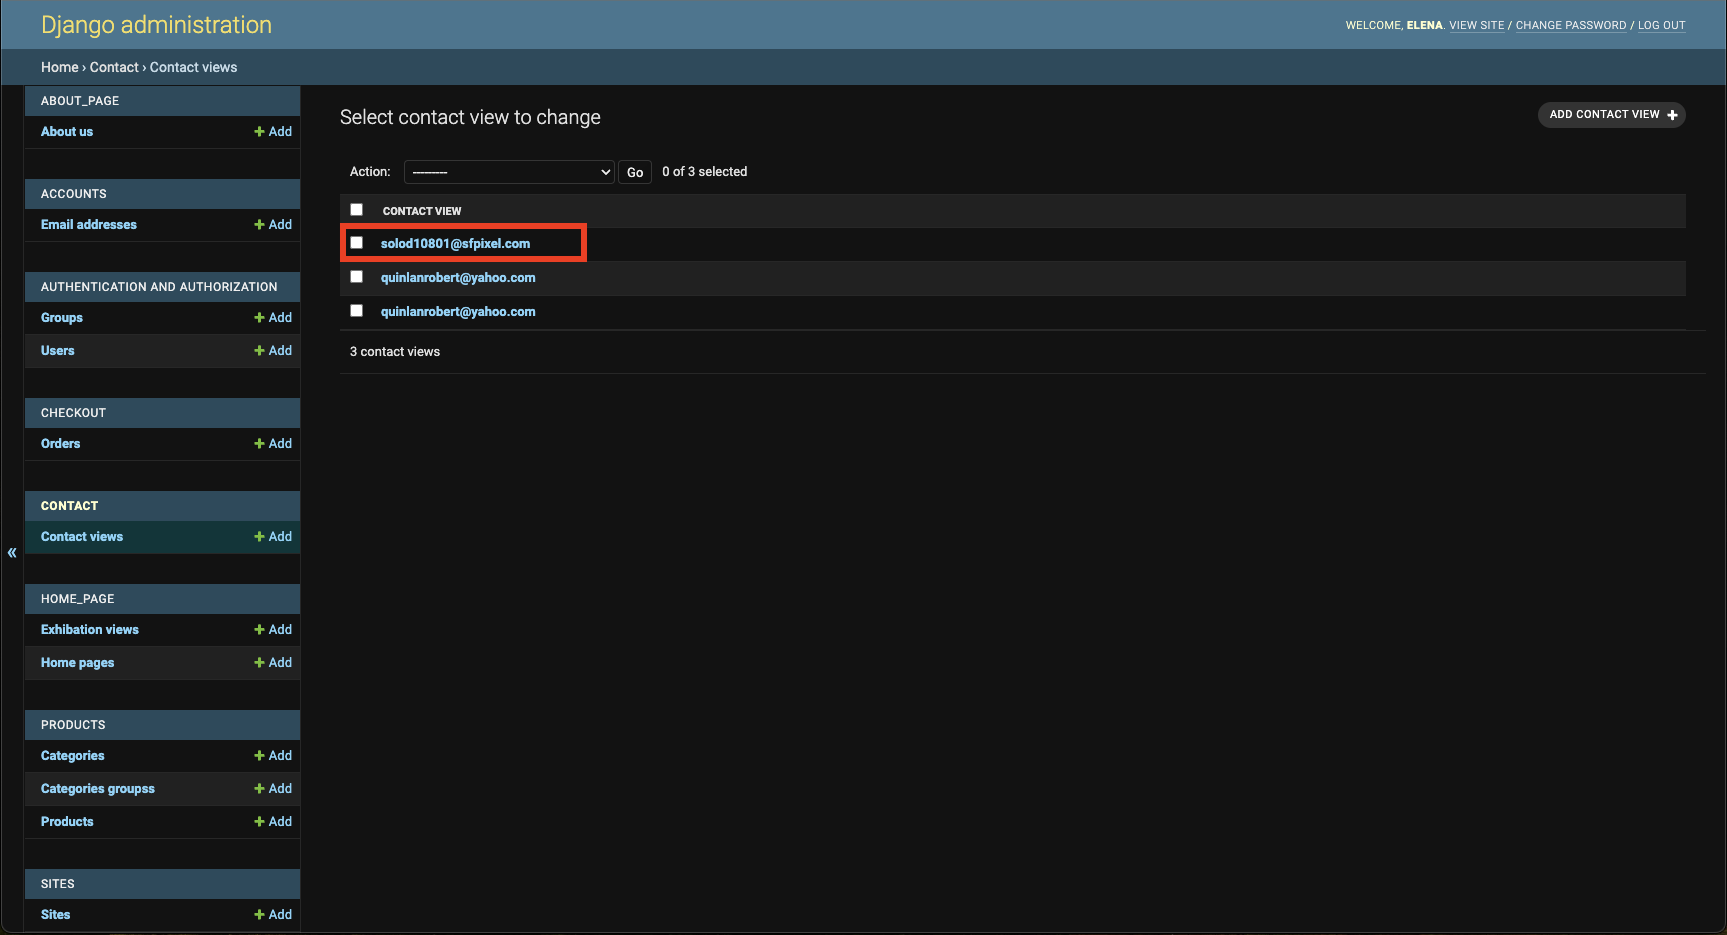 Django administration
WELCOME, ELENA. VIEW SITE / CHANGE PASSWORD / LOG OUT
Home › Contact › Contact views
ABOUT_PAGE
About us + Add
ACCOUNTS
Email addresses + Add
AUTHENTICATION AND AUTHORIZATION
Groups + Add
Users + Add
CHECKOUT
Orders + Add
CONTACT
Contact views + Add
«
HOME_PAGE
Exhibation views + Add
Home pages + Add
PRODUCTS
Categories + Add
Categories groupss + Add
Products + Add
SITES
Sites + Add
Select contact view to change
ADD CONTACT VIEW +
Action: --------- Go 0 of 3 selected
CONTACT VIEW
solod10801@sfpixel.com
quinlanrobert@yahoo.com
quinlanrobert@yahoo.com
3 contact views